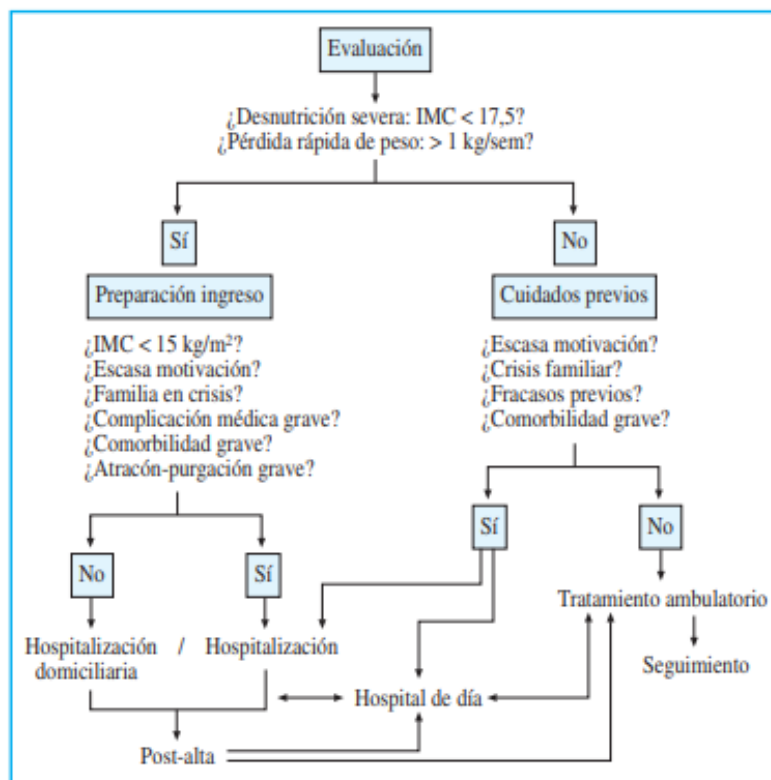 Evaluación
¿Desnutrición severa: IMC < 17,5?
¿Pérdida rápida de peso: > 1 kg/sem?
Sí
No
Preparación ingreso
Cuidados previos
¿IMC < 15 kg/m²?
¿Escasa motivación?
¿Familia en crisis?
¿Complicación médica grave?
¿Comorbilidad grave?
¿Atracón-purgación grave?
¿Escasa motivación?
¿Crisis familiar?
¿Fracasos previos?
¿Comorbilidad grave?
No
Sí
Sí
No
Hospitalización domiciliaria / Hospitalización
Tratamiento ambulatorio
Seguimiento
Hospital de día
Post-alta